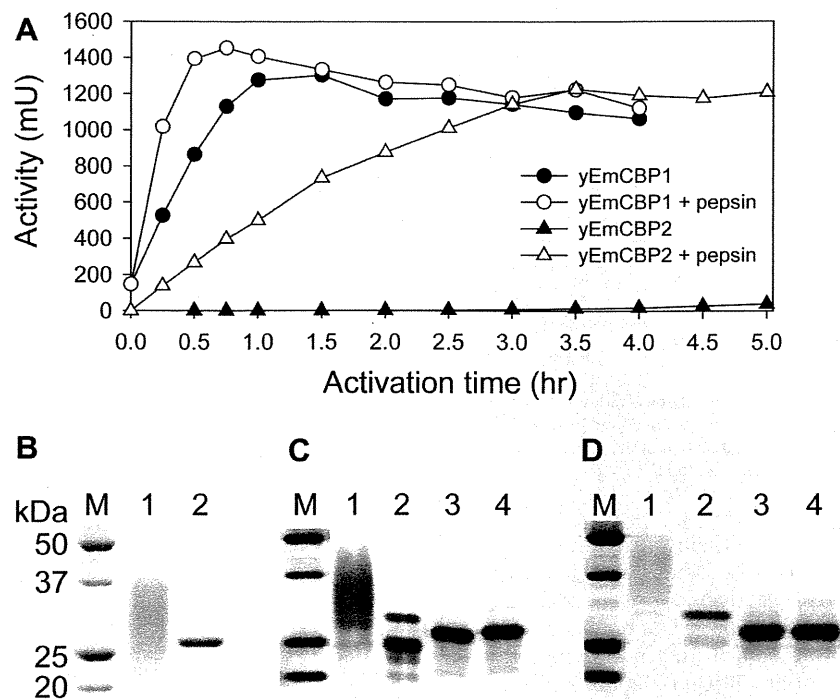 A
1600
1400
1200
1000
800
600
400
200
0
Activity (mU)
yEmCBP1
yEmCBP1 + pepsin
yEmCBP2
yEmCBP2 + pepsin
0.0 0.5 1.0 1.5 2.0 2.5 3.0 3.5 4.0 4.5 5.0
Activation time (hr)
B C D
kDa M 1 2 M 1 2 3 4 M 1 2 3 4
50
37
25
20